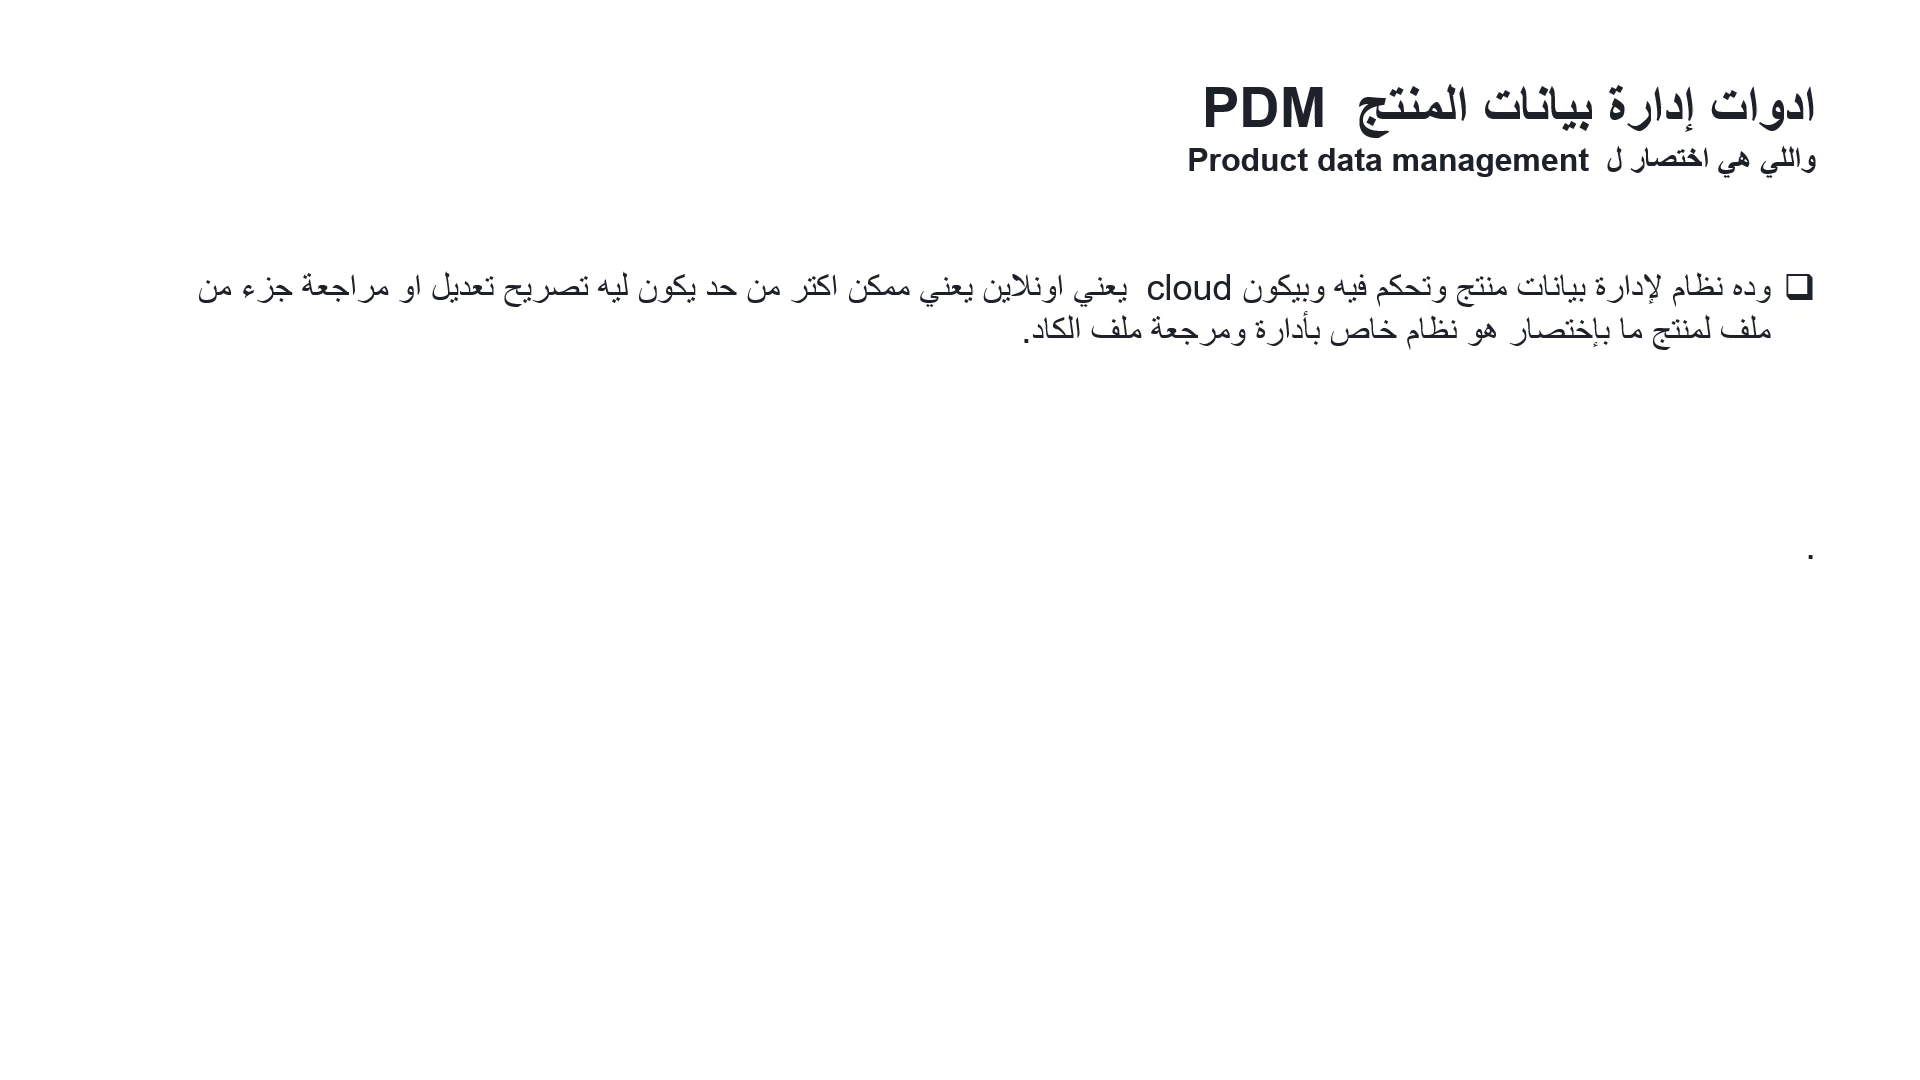 ادوات إدارة بيانات المنتج PDM
واللي هي اختصار ل Product data management
❑ وده نظام لإدارة بيانات منتج وتحكم فيه وبيكون cloud يعني اونلاين يعني ممكن اكتر من حد يكون ليه تصريح تعديل او مراجعة جزء من
ملف لمنتج ما بإختصار هو نظام خاص بأدارة ومرجعة ملف الكاد.
.